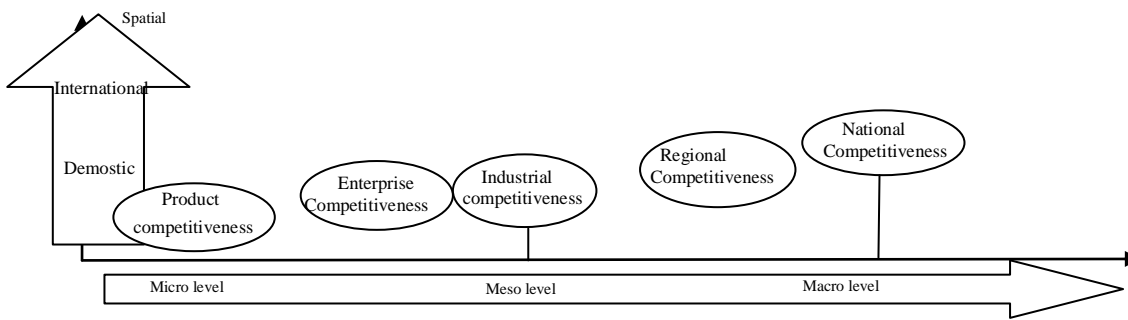 Spatial
International
Demostic
Product
competitiveness
Enterprise
Competitiveness
Industrial
competitiveness
Regional
Competitiveness
National
Competitiveness
Micro level
Meso level
Macro level